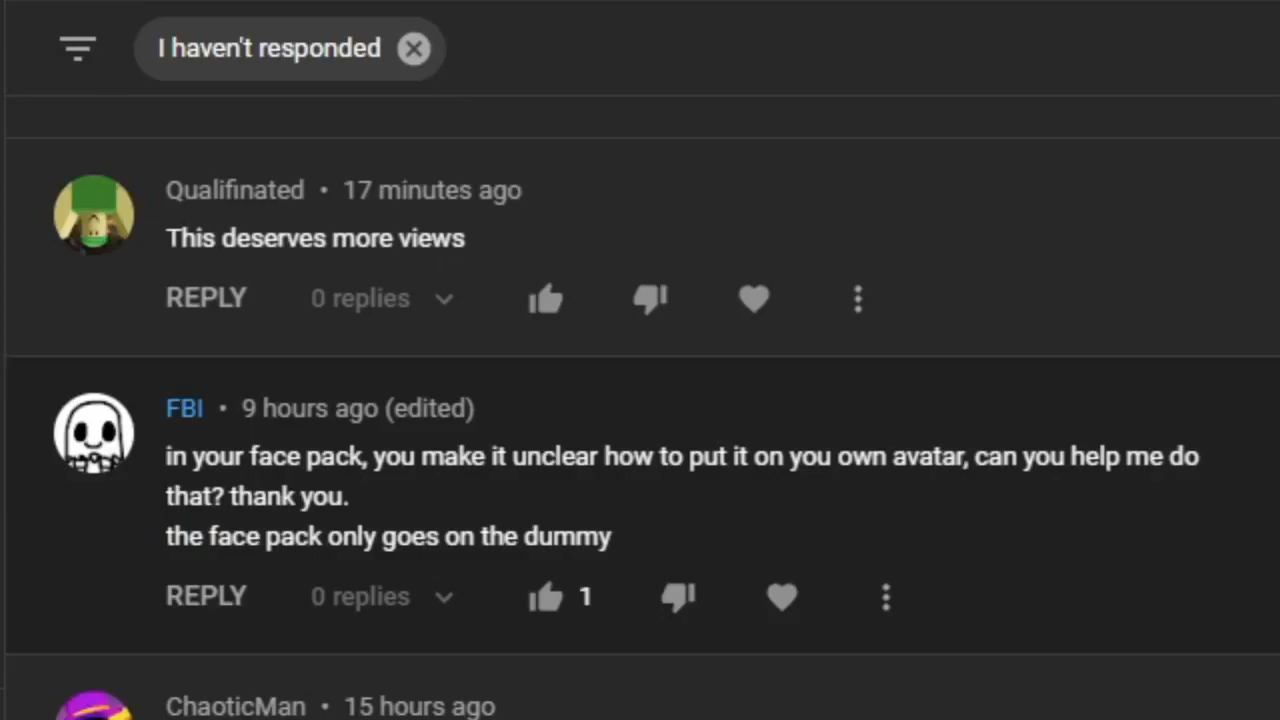 I haven't responded
Qualifinated • 17 minutes ago
This deserves more views
REPLY 0 replies
FBI • 9 hours ago (edited)
in your face pack, you make it unclear how to put it on you own avatar, can you help me do
that? thank you.
the face pack only goes on the dummy
REPLY 0 replies 1
ChaoticMan • 15 hours ago